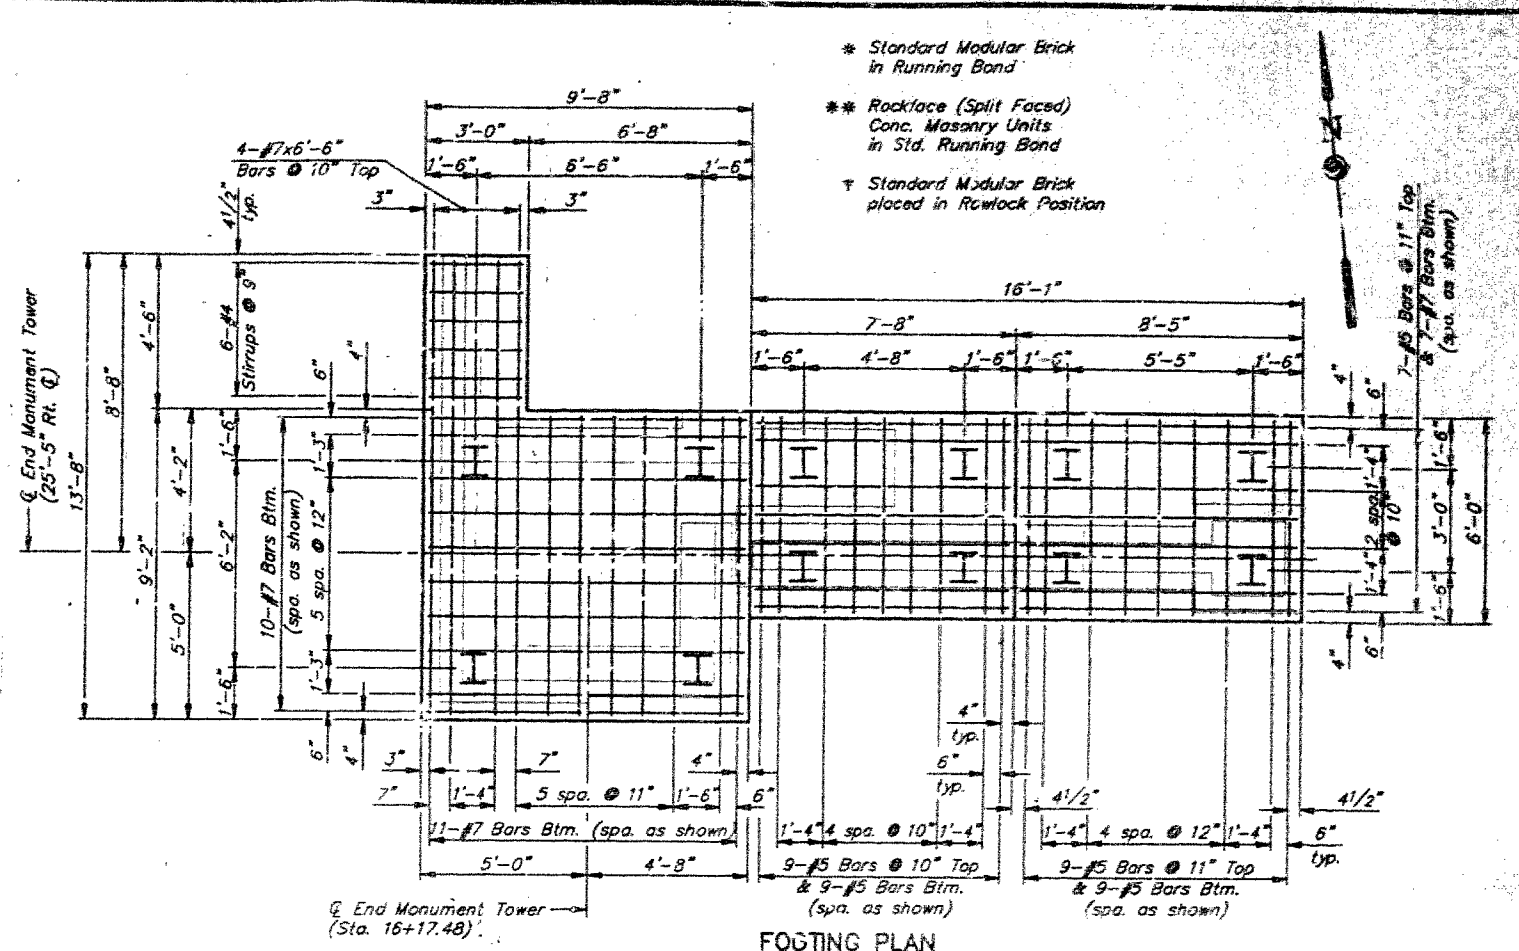 * Standard Modular Brick
in Running Bond
** Rockface (Split Faced)
Conc. Masonry Units
in Std. Running Bond
Standard Modular Brick
placed in Rowlock Position
9'-8"
3'-0"
6'-8"
4-#7x6'-6"
Bars @ 10" Top
1'-6"
6'-6"
1'-6"
3"
3"
4 1/2"
typ.
6-#4
Stirrups @ 9"
4'-6"
8'-8"
13'-8"
℄ End Monument Tower
(25'-5" Rt. ℄)
6"
4"
1'-6"
4'-2"
9'-2"
6'-2"
5'-0"
1'-6"
10-#7 Bars Btm.
(spa. as shown)
1'-3"
5 spa. @ 12"
1'-3"
6"
4"
16'-1"
7'-8"
8'-5"
1'-6"
4'-8"
1'-6"
1'-6"
5'-5"
1'-6"
7-#5 Bars @ 11" Top
& 7-#7 Bars Btm.
(spa. as shown)
4"
6"
1'-4"
2 spa.
@ 10"
1'-4"
1'-6"
3'-0"
1'-6"
6'-0"
4"
6"
3"
7"
4"
7"
1'-4"
5 spa. @ 11"
1'-6"
6"
11-#7 Bars Btm. (spa. as shown)
5'-0"
4'-8"
℄ End Monument Tower
(Sta. 16+17.48)
4"
typ.
6"
typ.
4 1/2"
4 1/2"
1'-4"
4 spa. @ 10"
1'-4"
1'-4"
4 spa. @ 12"
1'-4"
6"
typ.
9-#5 Bars @ 10" Top
& 9-#5 Bars Btm.
(spa. as shown)
9-#5 Bars @ 11" Top
& 9-#5 Bars Btm.
(spa. as shown)
FOOTING PLAN